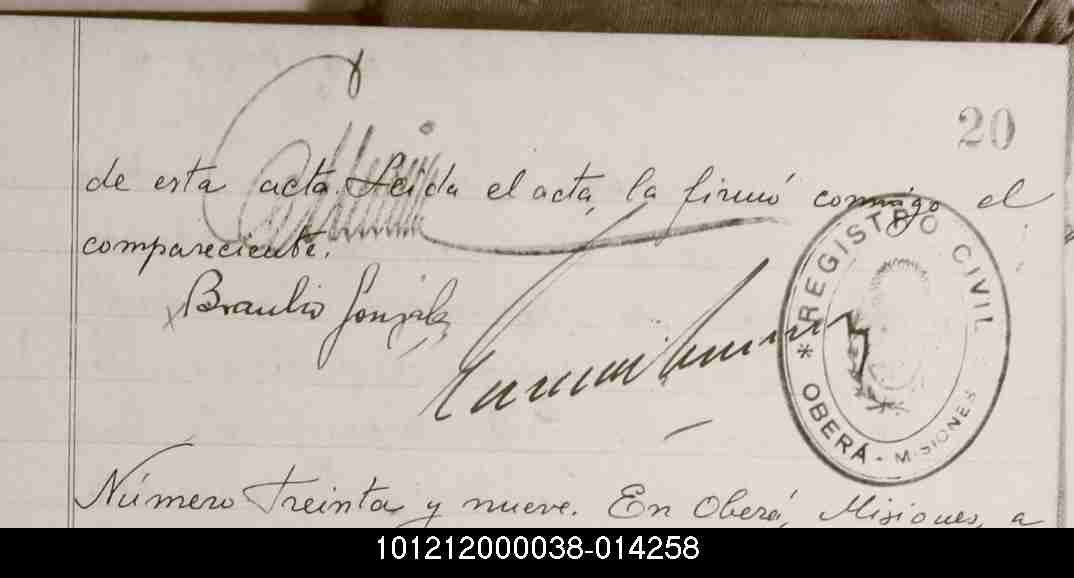 20
de esta acta. Leída el acta, la firmó conmigo el
compareciente.
Braulio González
REGISTRO CIVIL
* OBERÁ - MISIONES
Número treinta y nueve. En Oberá, Misiones, a
101212000038-014258